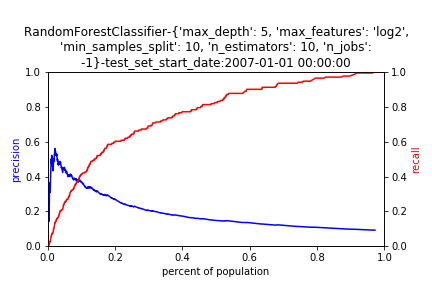 RandomForestClassifier-{'max_depth': 5, 'max_features': 'log2',
'min_samples_split': 10, 'n_estimators': 10, 'n_jobs':
-1}-test_set_start_date:2007-01-01 00:00:00
1.0 1.0
0.8 0.8
0.6 0.6
precision recall
0.4 0.4
0.2 0.2
0.0 0.0
0.0 0.2 0.4 0.6 0.8 1.0
percent of population